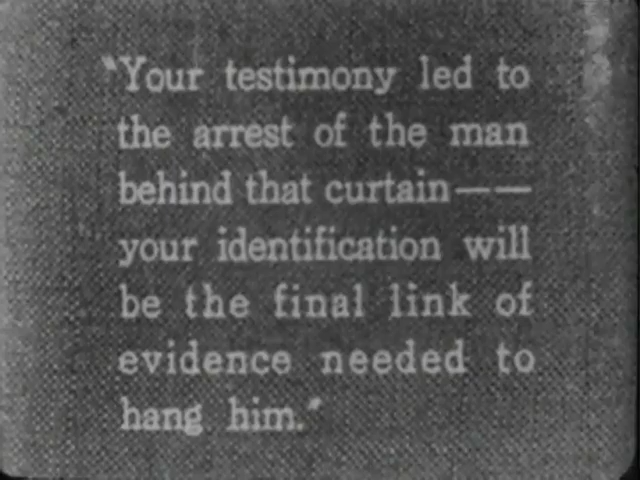 "Your testimony led to
the arrest of the man
behind that curtain——
your identification will
be the final link of
evidence needed to
hang him."